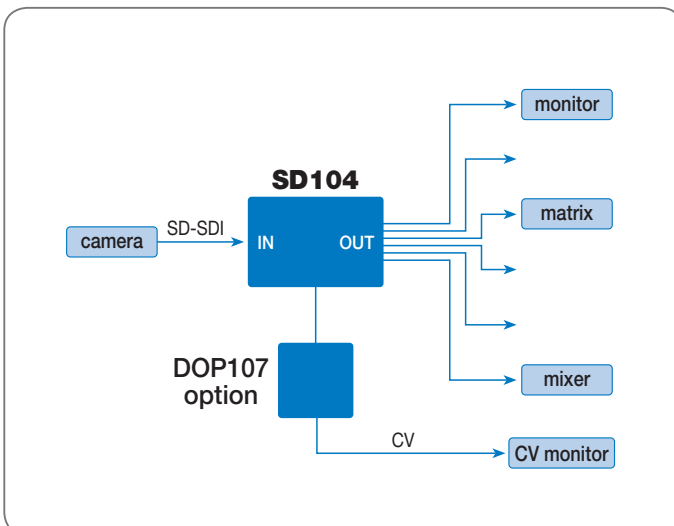 monitor
SD104
SD-SDI
matrix
camera
IN
OUT
DOP107
option
mixer
CV
CV monitor